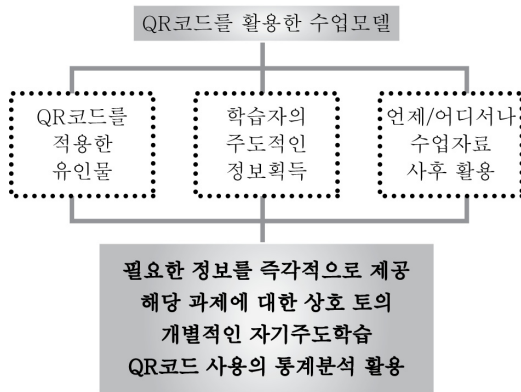 QR코드를 활용한 수업모델
QR코드를
적용한
유인물
학습자의
주도적인
정보획득
언제/어디서나
수업자료
사후 활용
필요한 정보를 즉각적으로 제공
해당 과제에 대한 상호 토의
개별적인 자기주도학습
QR코드 사용의 통계분석 활용